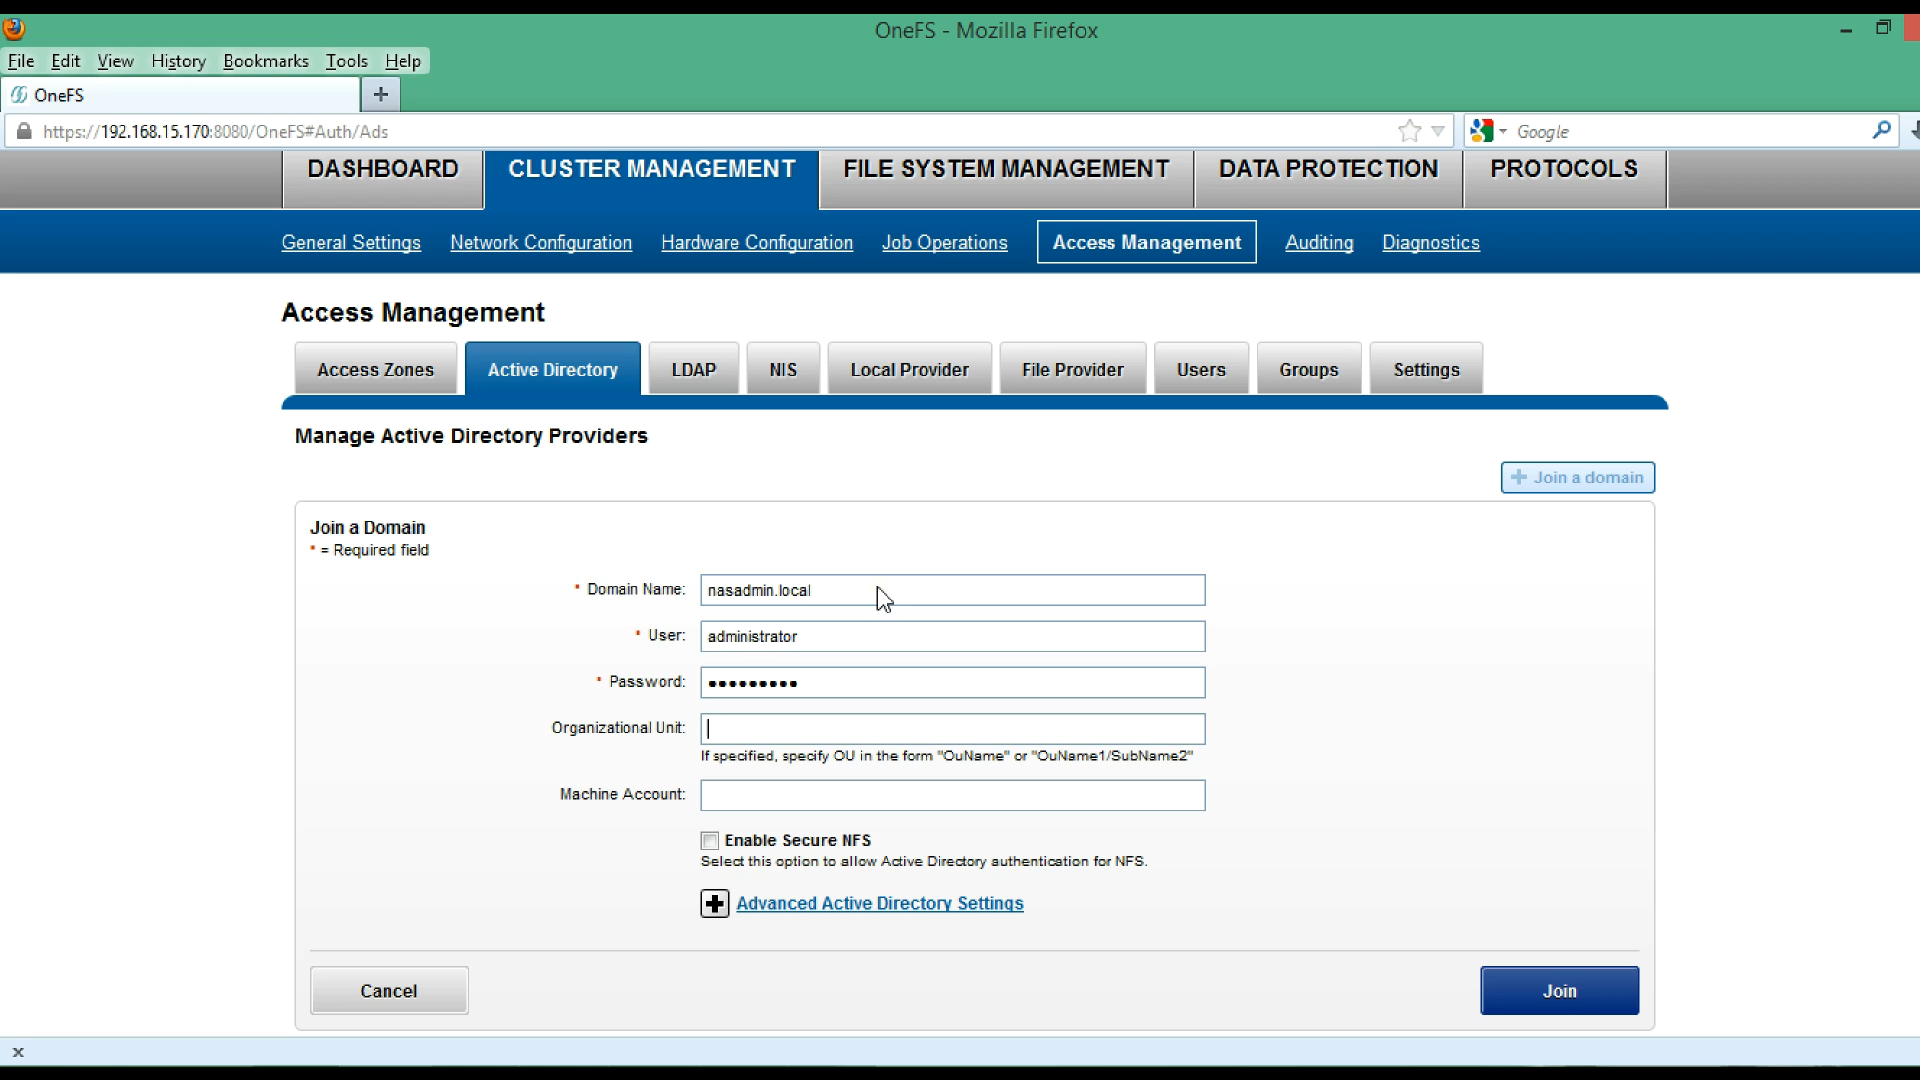 OneFS - Mozilla Firefox
File Edit View History Bookmarks Tools Help
OneFS
https://192.168.15.170:8080/OneFS#Auth/Ads Google
DASHBOARD CLUSTER MANAGEMENT FILE SYSTEM MANAGEMENT DATA PROTECTION PROTOCOLS
General Settings Network Configuration Hardware Configuration Job Operations Access Management Auditing Diagnostics
Access Management
Access Zones Active Directory LDAP NIS Local Provider File Provider Users Groups Settings
Manage Active Directory Providers
+ Join a domain
Join a Domain
* = Required field
* Domain Name: nasadmin.local
* User: administrator
* Password: •••••••••
Organizational Unit:
If specified, specify OU in the form "OuName" or "OuName1/SubName2"
Machine Account:
Enable Secure NFS
Select this option to allow Active Directory authentication for NFS.
Advanced Active Directory Settings
Cancel Join
x